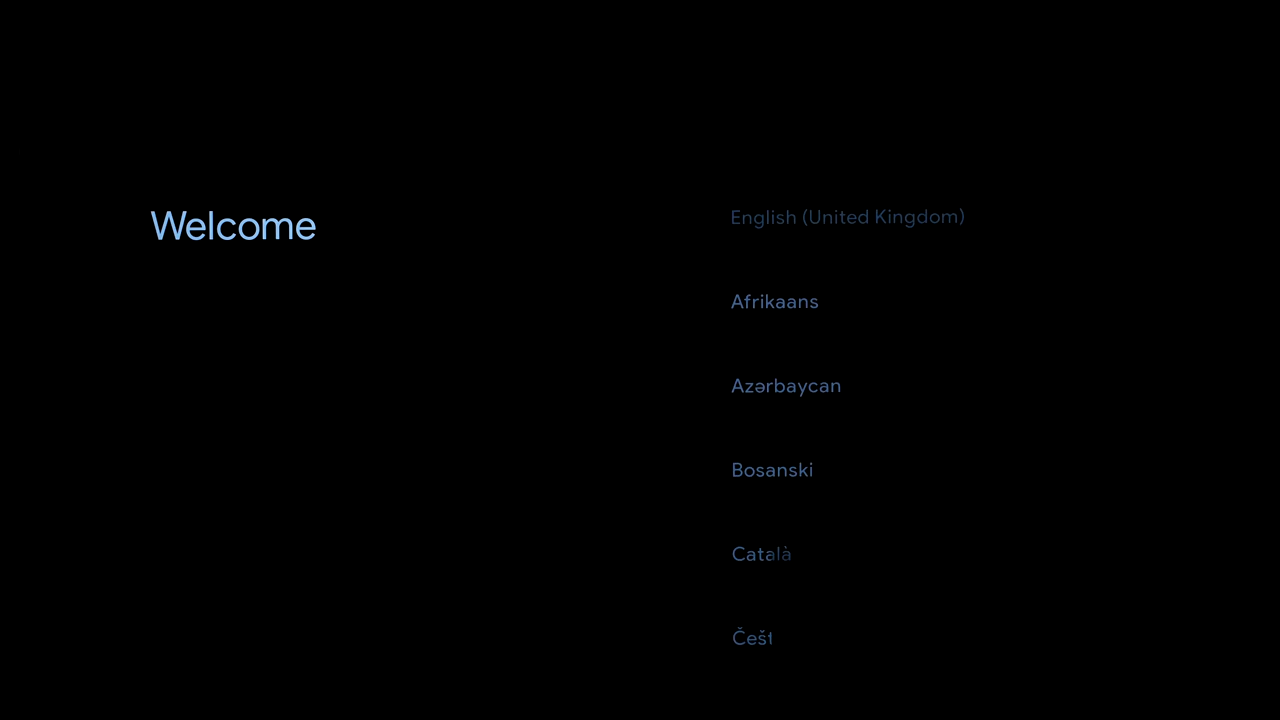 Welcome
English (United Kingdom)
Afrikaans
Azərbaycan
Bosanski
Català
Češt